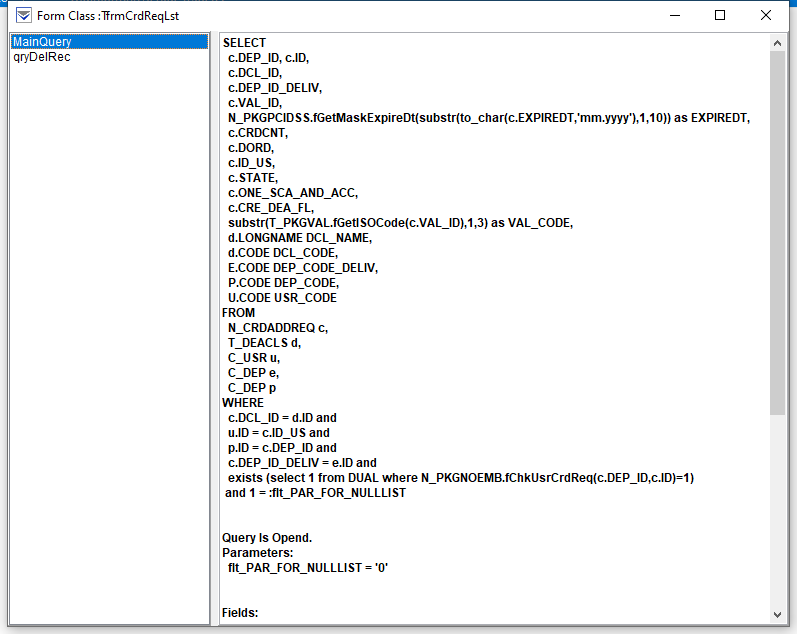 Form Class :TfrmCrdReqLst
MainQuery
qryDelRec
SELECT
c.DEP_ID, c.ID,
c.DCL_ID,
c.DEP_ID_DELIV,
c.VAL_ID,
N_PKGPCIDSS.fGetMaskExpireDt(substr(to_char(c.EXPIREDT,'mm.yyyy'),1,10)) as EXPIREDT,
c.CRDCNT,
c.DORD,
c.ID_US,
c.STATE,
c.ONE_SCA_AND_ACC,
c.CRE_DEA_FL,
substr(T_PKGVAL.fGetISOCode(c.VAL_ID),1,3) as VAL_CODE,
d.LONGNAME DCL_NAME,
d.CODE DCL_CODE,
E.CODE DEP_CODE_DELIV,
P.CODE DEP_CODE,
U.CODE USR_CODE
FROM
N_CRDADDREQ c,
T_DEACLS d,
C_USR u,
C_DEP e,
C_DEP p
WHERE
c.DCL_ID = d.ID and
u.ID = c.ID_US and
p.ID = c.DEP_ID and
c.DEP_ID_DELIV = e.ID and
exists (select 1 from DUAL where N_PKGNOEMB.fChkUsrCrdReq(c.DEP_ID,c.ID)=1)
and 1 = :flt_PAR_FOR_NULLLIST
Query Is Opend.
Parameters:
flt_PAR_FOR_NULLLIST = '0'
Fields: